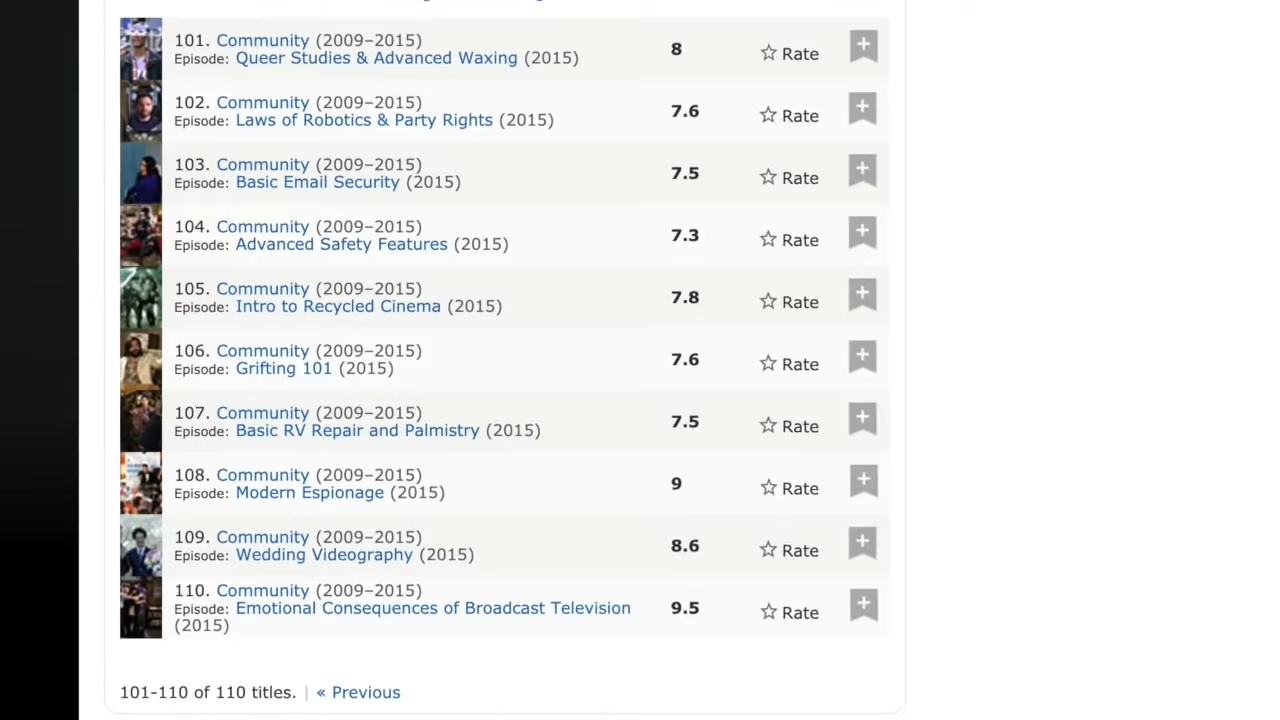 101. Community (2009–2015)
Episode: Queer Studies & Advanced Waxing (2015)
8
Rate
102. Community (2009–2015)
Episode: Laws of Robotics & Party Rights (2015)
7.6
Rate
103. Community (2009–2015)
Episode: Basic Email Security (2015)
7.5
Rate
104. Community (2009–2015)
Episode: Advanced Safety Features (2015)
7.3
Rate
105. Community (2009–2015)
Episode: Intro to Recycled Cinema (2015)
7.8
Rate
106. Community (2009–2015)
Episode: Grifting 101 (2015)
7.6
Rate
107. Community (2009–2015)
Episode: Basic RV Repair and Palmistry (2015)
7.5
Rate
108. Community (2009–2015)
Episode: Modern Espionage (2015)
9
Rate
109. Community (2009–2015)
Episode: Wedding Videography (2015)
8.6
Rate
110. Community (2009–2015)
Episode: Emotional Consequences of Broadcast Television
(2015)
9.5
Rate
101-110 of 110 titles. | « Previous